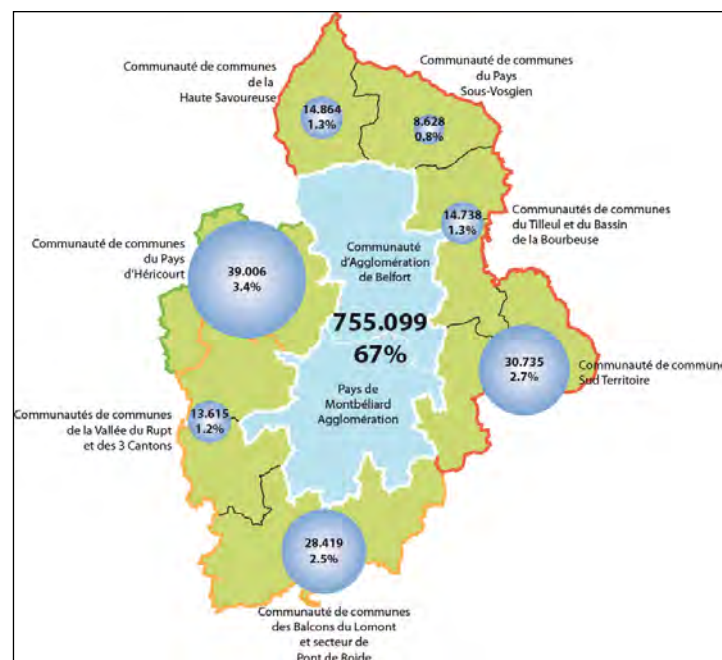 Communauté de communes
de la
Haute Savoureuse
Communauté de communes
du Pays
Sous-Vosgien
14.864
1.3%
8.628
0.8%
14.738
1.3%
Communautés de communes
du Tilleul et du Bassin
de la Bourbeuse
Communauté de communes
du Pays
d'Héricourt
39.006
3.4%
Communauté
d'Agglomération
de Belfort
755.099
67%
Pays de
Montbéliard
Agglomération
30.735
2.7%
Communauté de commune
Sud Territoire
Communautés de communes
de la Vallée du Rupt
et des 3 Cantons
13.615
1.2%
28.419
2.5%
Communauté de communes
des Balcons du Lomont
et secteur de
Pont de Roide